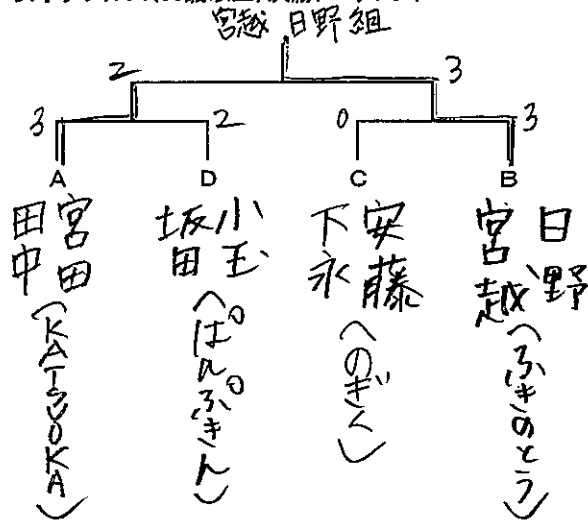 宮越 日野組
2 3
3 2 0 3
A D C B
宮田
田中
(KATSUOKA)
小玉
坂田
(ぱんぷきん)
安藤
下永
(のぎく)
日野
宮越
(ふきのとう)